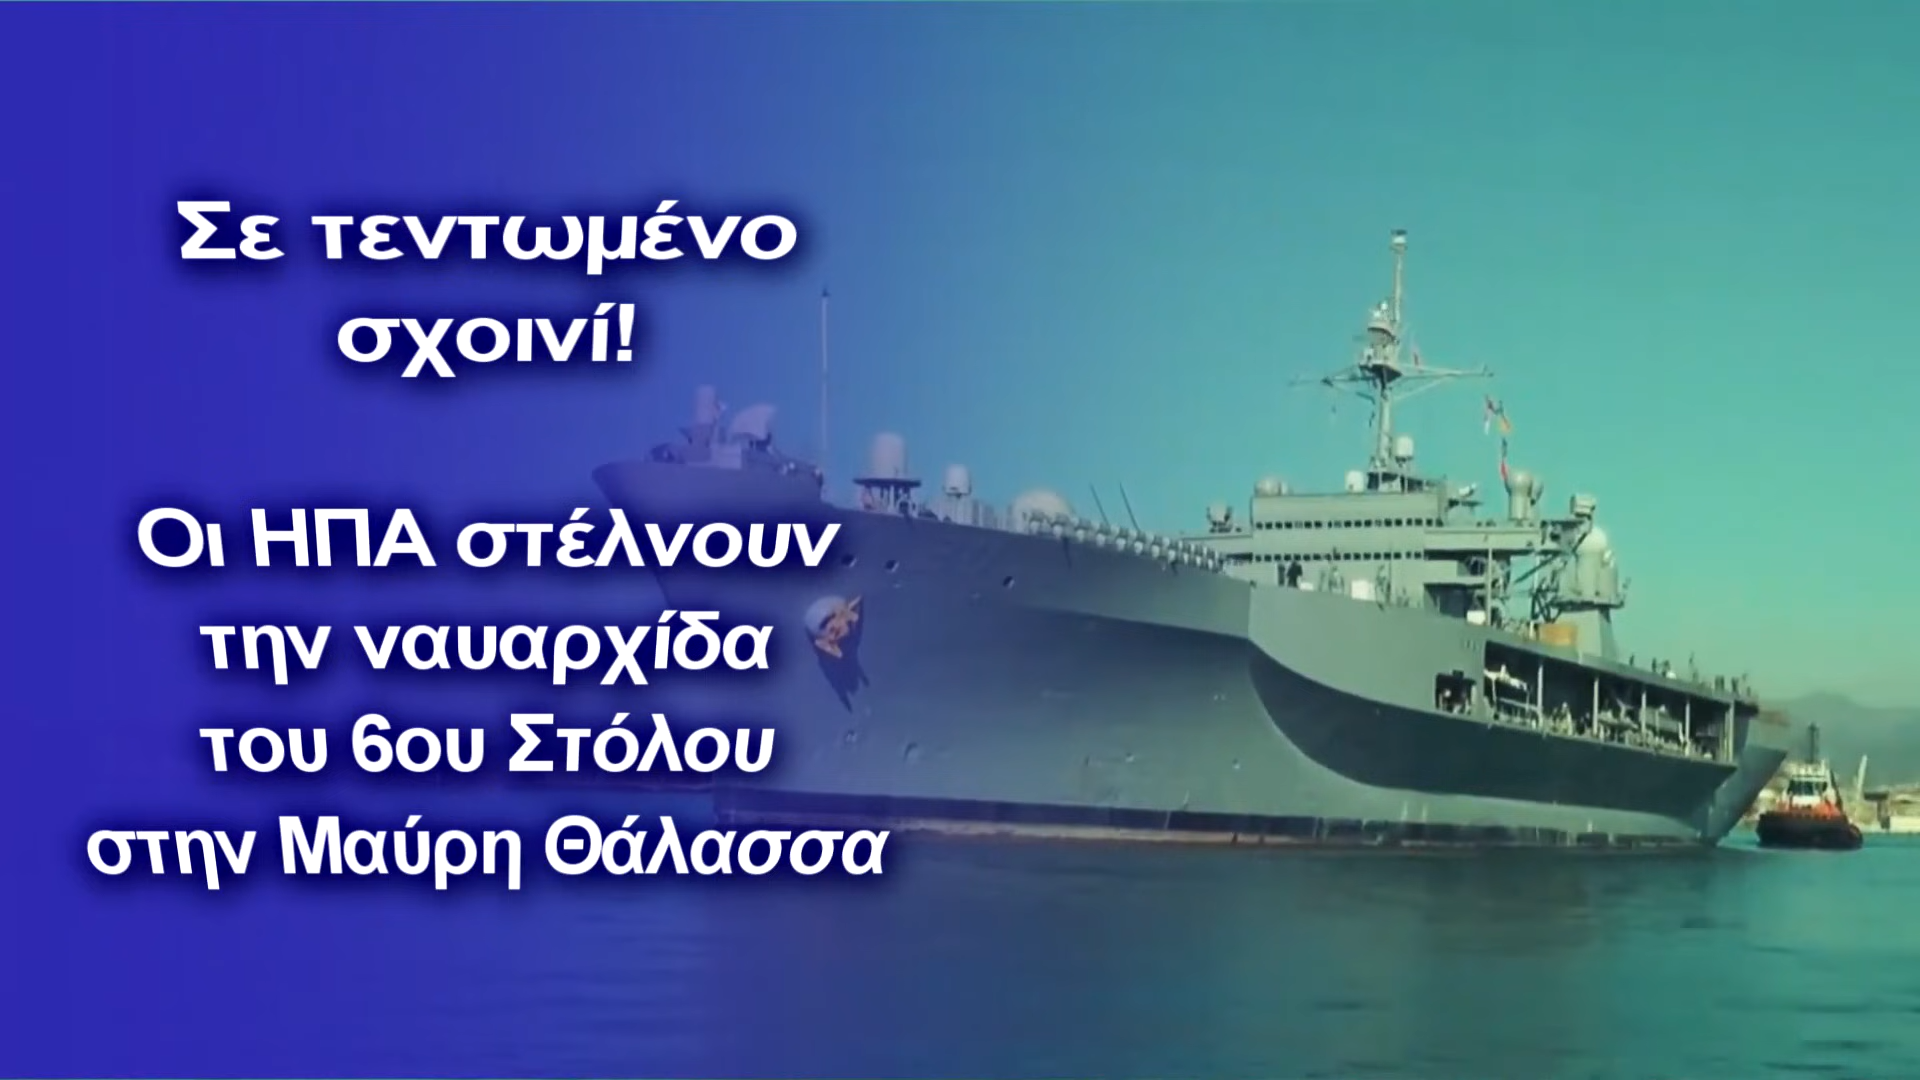 Σε τεντωμένο
σχοινί!
Οι ΗΠΑ στέλνουν
την ναυαρχίδα
του 6ου Στόλου
στην Μαύρη Θάλασσα